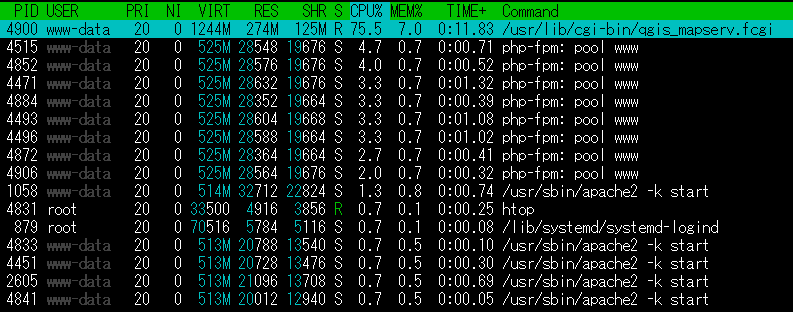 PID USER PRI NI VIRT RES SHR S CPU% MEM% TIME+ Command
4900 www-data 20 0 1244M 274M 125M R 75.5 7.0 0:11.83 /usr/lib/cgi-bin/qgis_mapserv.fcgi
4515 www-data 20 0 525M 28548 19676 S 4.7 0.7 0:00.71 php-fpm: pool www
4852 www-data 20 0 525M 28576 19676 S 4.0 0.7 0:00.52 php-fpm: pool www
4471 www-data 20 0 525M 28632 19676 S 3.3 0.7 0:01.32 php-fpm: pool www
4884 www-data 20 0 525M 28352 19664 S 3.3 0.7 0:00.39 php-fpm: pool www
4493 www-data 20 0 525M 28604 19668 S 3.3 0.7 0:01.08 php-fpm: pool www
4496 www-data 20 0 525M 28588 19664 S 3.3 0.7 0:01.02 php-fpm: pool www
4872 www-data 20 0 525M 28364 19664 S 2.7 0.7 0:00.41 php-fpm: pool www
4906 www-data 20 0 525M 28564 19676 S 2.0 0.7 0:00.32 php-fpm: pool www
1058 www-data 20 0 514M 32712 22824 S 1.3 0.8 0:00.74 /usr/sbin/apache2 -k start
4831 root 20 0 33500 4916 3856 R 0.7 0.1 0:00.25 htop
879 root 20 0 70516 5784 5116 S 0.7 0.1 0:00.08 /lib/systemd/systemd-logind
4833 www-data 20 0 513M 20788 13540 S 0.7 0.5 0:00.10 /usr/sbin/apache2 -k start
4451 www-data 20 0 513M 20728 13476 S 0.7 0.5 0:00.30 /usr/sbin/apache2 -k start
2605 www-data 20 0 513M 21096 13708 S 0.7 0.5 0:00.69 /usr/sbin/apache2 -k start
4841 www-data 20 0 513M 20012 12940 S 0.7 0.5 0:00.05 /usr/sbin/apache2 -k start